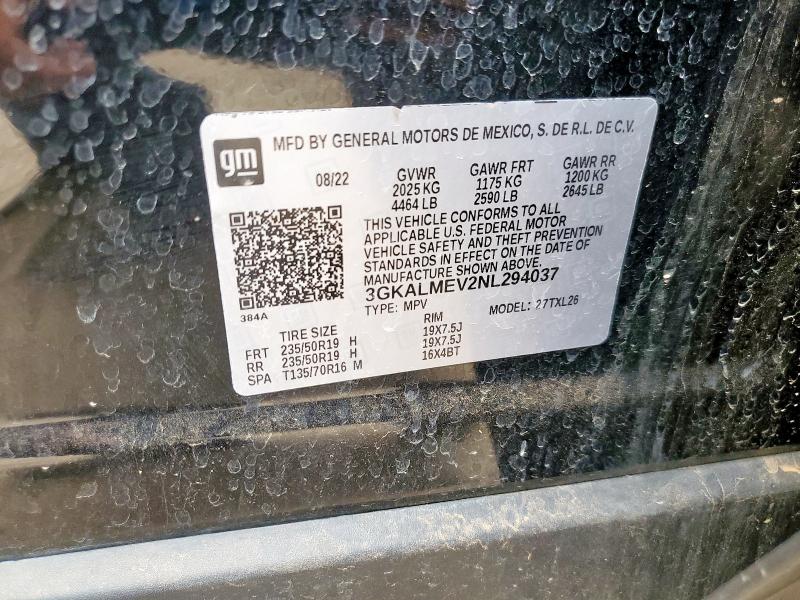 gm
MFD BY GENERAL MOTORS DE MEXICO, S. DE R.L. DE C.V.
08/22 GVWR GAWR FRT GAWR RR
2025 KG 1175 KG 1200 KG
4464 LB 2590 LB 2645 LB
THIS VEHICLE CONFORMS TO ALL
APPLICABLE U.S. FEDERAL MOTOR
VEHICLE SAFETY AND THEFT PREVENTION
STANDARDS IN EFFECT ON THE DATE OF
MANUFACTURE SHOWN ABOVE.
3GKALMEV2NL294037
384A
TYPE: MPV MODEL: 27TXL26
TIRE SIZE RIM
FRT 235/50R19 H 19X7.5J
RR 235/50R19 H 19X7.5J
SPA T135/70R16 M 16X4BT